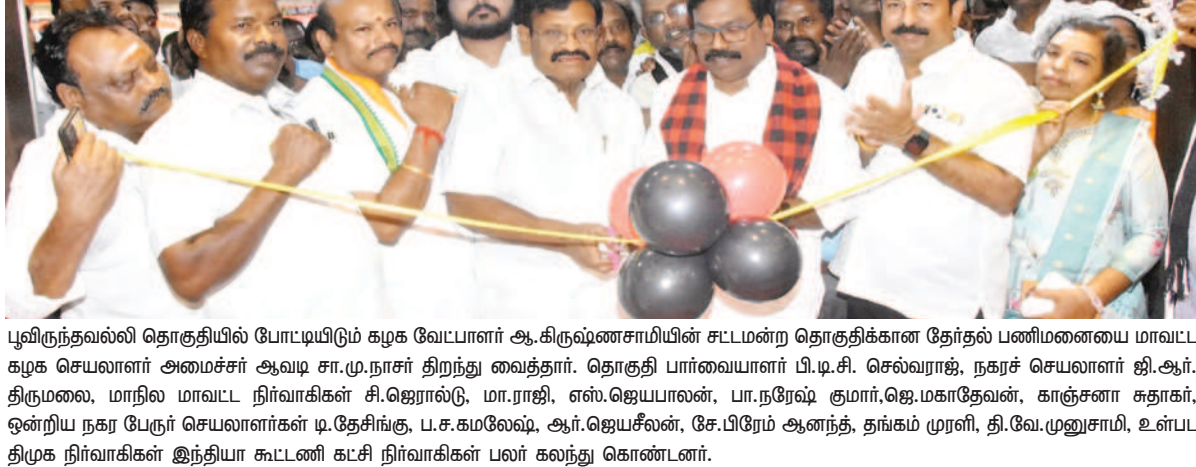 பூவிருந்தவல்லி தொகுதியில் போட்டியிடும் கழக வேட்பாளர் ஆ.கிருஷ்ணசாமியின் சட்டமன்ற தொகுதிக்கான தேர்தல் பணிமனையை மாவட்ட
கழக செயலாளர் அமைச்சர் ஆவடி சா.மு.நாசர் திறந்து வைத்தார். தொகுதி பார்வையாளர் பி.டி.சி. செல்வராஜ், நகரச் செயலாளர் ஜி.ஆர்.
திருமலை, மாநில மாவட்ட நிர்வாகிகள் சி.ஜெரால்டு, மா.ராஜி, எஸ்.ஜெயபாலன், பா.நரேஷ் குமார்,ஜெ.மகாதேவன், காஞ்சனா சுதாகர்,
ஒன்றிய நகர பேரூர் செயலாளர்கள் டி.தேசிங்கு, ப.ச.கமலேஷ், ஆர்.ஜெயசீலன், சே.பிரேம் ஆனந்த், தங்கம் முரளி, தி.வே.முனுசாமி, உள்பட
திமுக நிர்வாகிகள் இந்தியா கூட்டணி கட்சி நிர்வாகிகள் பலர் கலந்து கொண்டனர்.